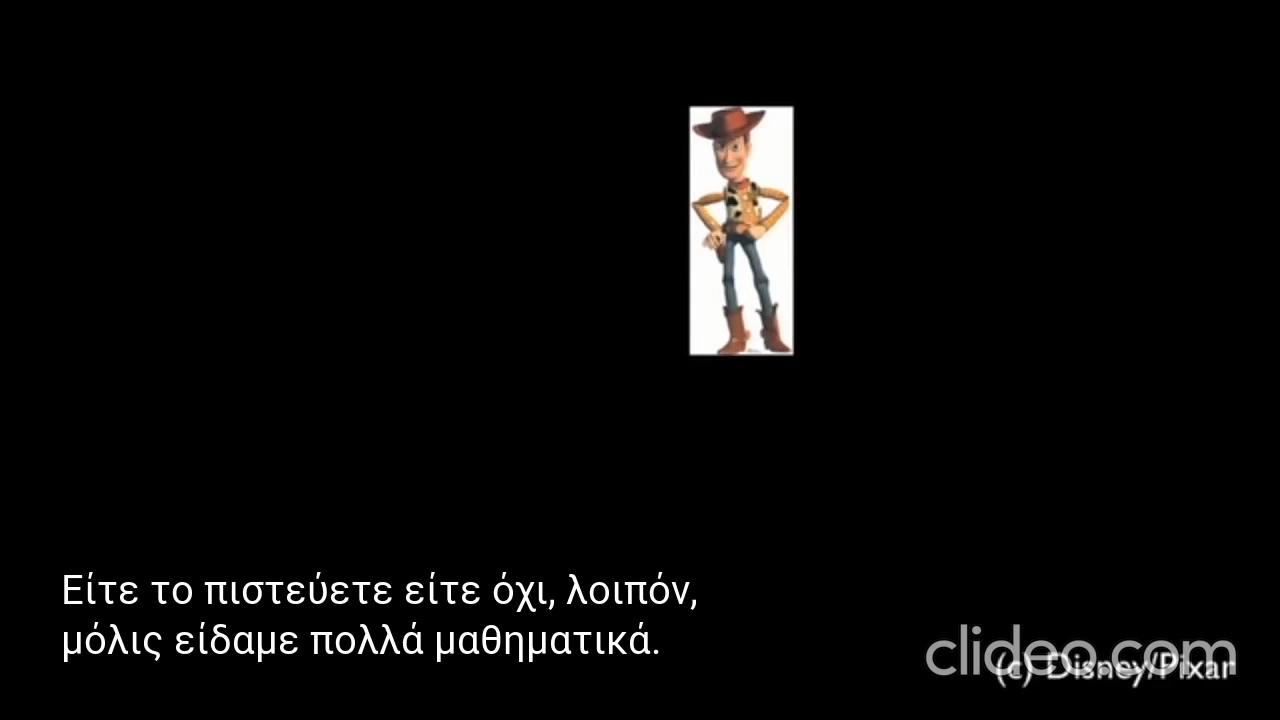 Είτε το πιστεύετε είτε όχι, λοιπόν,
μόλις είδαμε πολλά μαθηματικά.
clideo.com
(c) Disney/Pixar